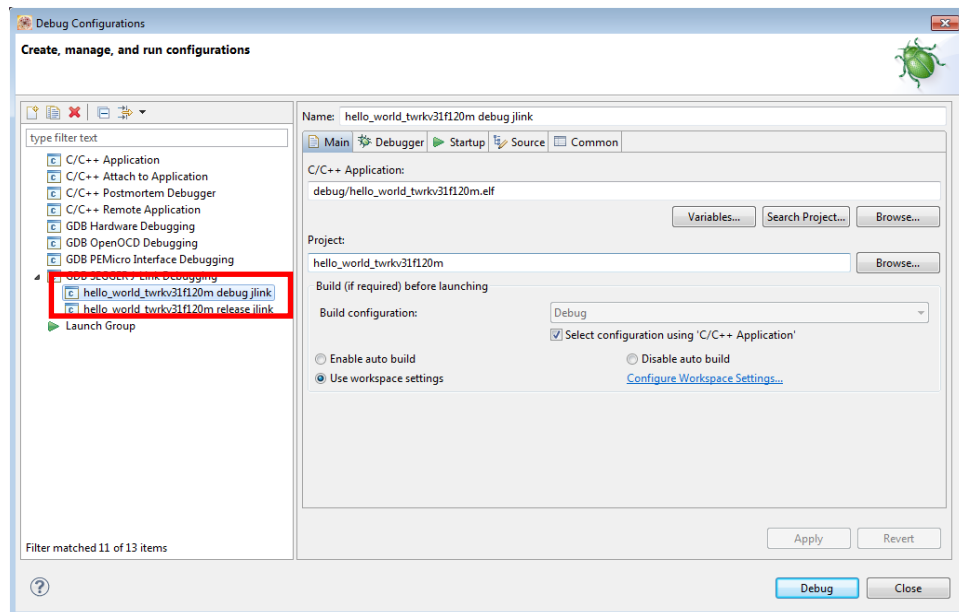 Debug Configurations
Create, manage, and run configurations
type filter text
C/C++ Application
C/C++ Attach to Application
C/C++ Postmortem Debugger
C/C++ Remote Application
GDB Hardware Debugging
GDB OpenOCD Debugging
GDB PEMicro Interface Debugging
GDB SEGGER J-Link Debugging
hello_world_twrkv31f120m debug jlink
hello_world_twrkv31f120m release jlink
Launch Group
Filter matched 11 of 13 items
Name: hello_world_twrkv31f120m debug jlink
Main Debugger Startup Source Common
C/C++ Application:
debug/hello_world_twrkv31f120m.elf
Variables... Search Project... Browse...
Project:
hello_world_twrkv31f120m Browse...
Build (if required) before launching
Build configuration: Debug
Select configuration using 'C/C++ Application'
Enable auto build Disable auto build
Use workspace settings Configure Workspace Settings...
Apply Revert
? Debug Close